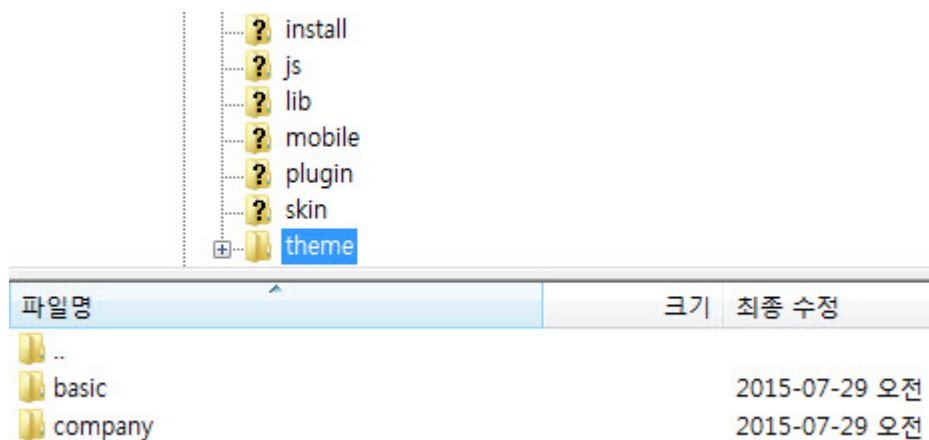 install
js
lib
mobile
plugin
skin
theme
파일명 크기 최종 수정
..
basic 2015-07-29 오전
company 2015-07-29 오전